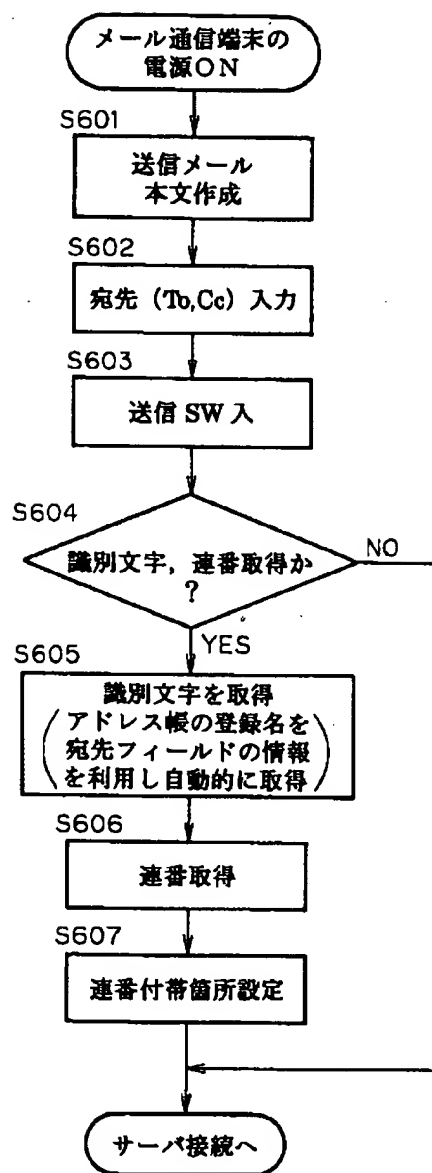 メール通信端末の
電源ON
S601
送信メール
本文作成
S602
宛先（To,Cc）入力
S603
送信 SW 入
S604
識別文字，連番取得か
？
NO
YES
S605
識別文字を取得
アドレス帳の登録名を
宛先フィールドの情報
を利用し自動的に取得
S606
連番取得
S607
連番付帯箇所設定
サーバ接続へ